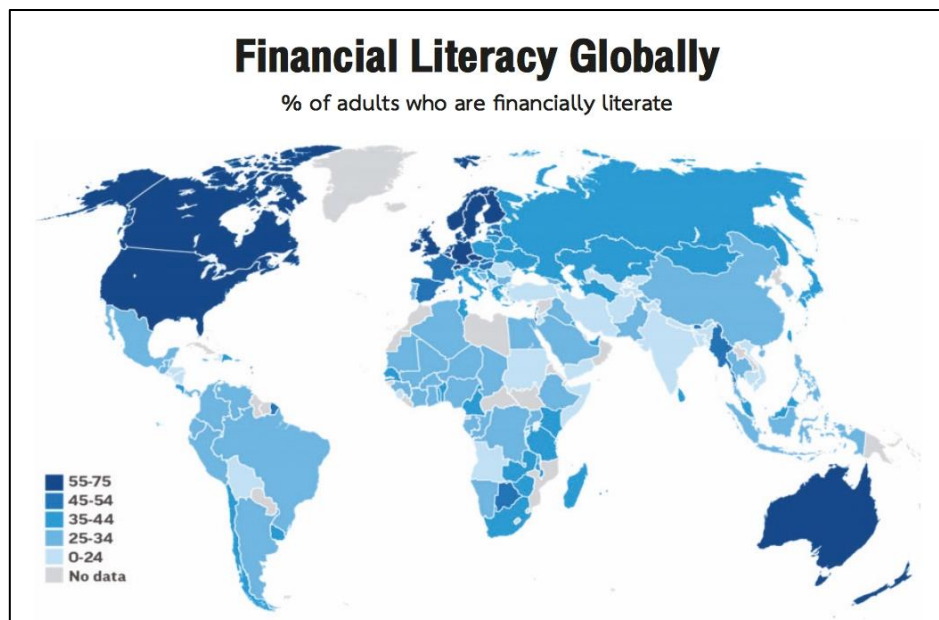 Financial Literacy Globally
% of adults who are financially literate
55-75
45-54
35-44
25-34
0-24
No data